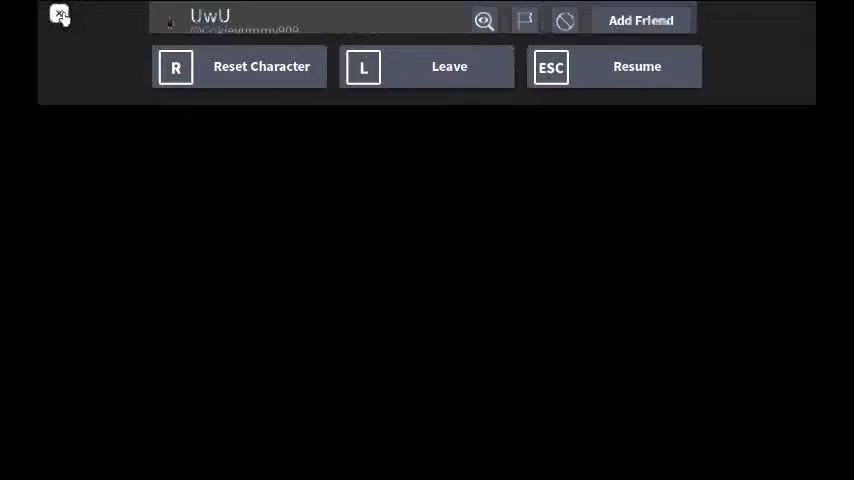 UwU
Add Friend
R Reset Character
L Leave
ESC Resume